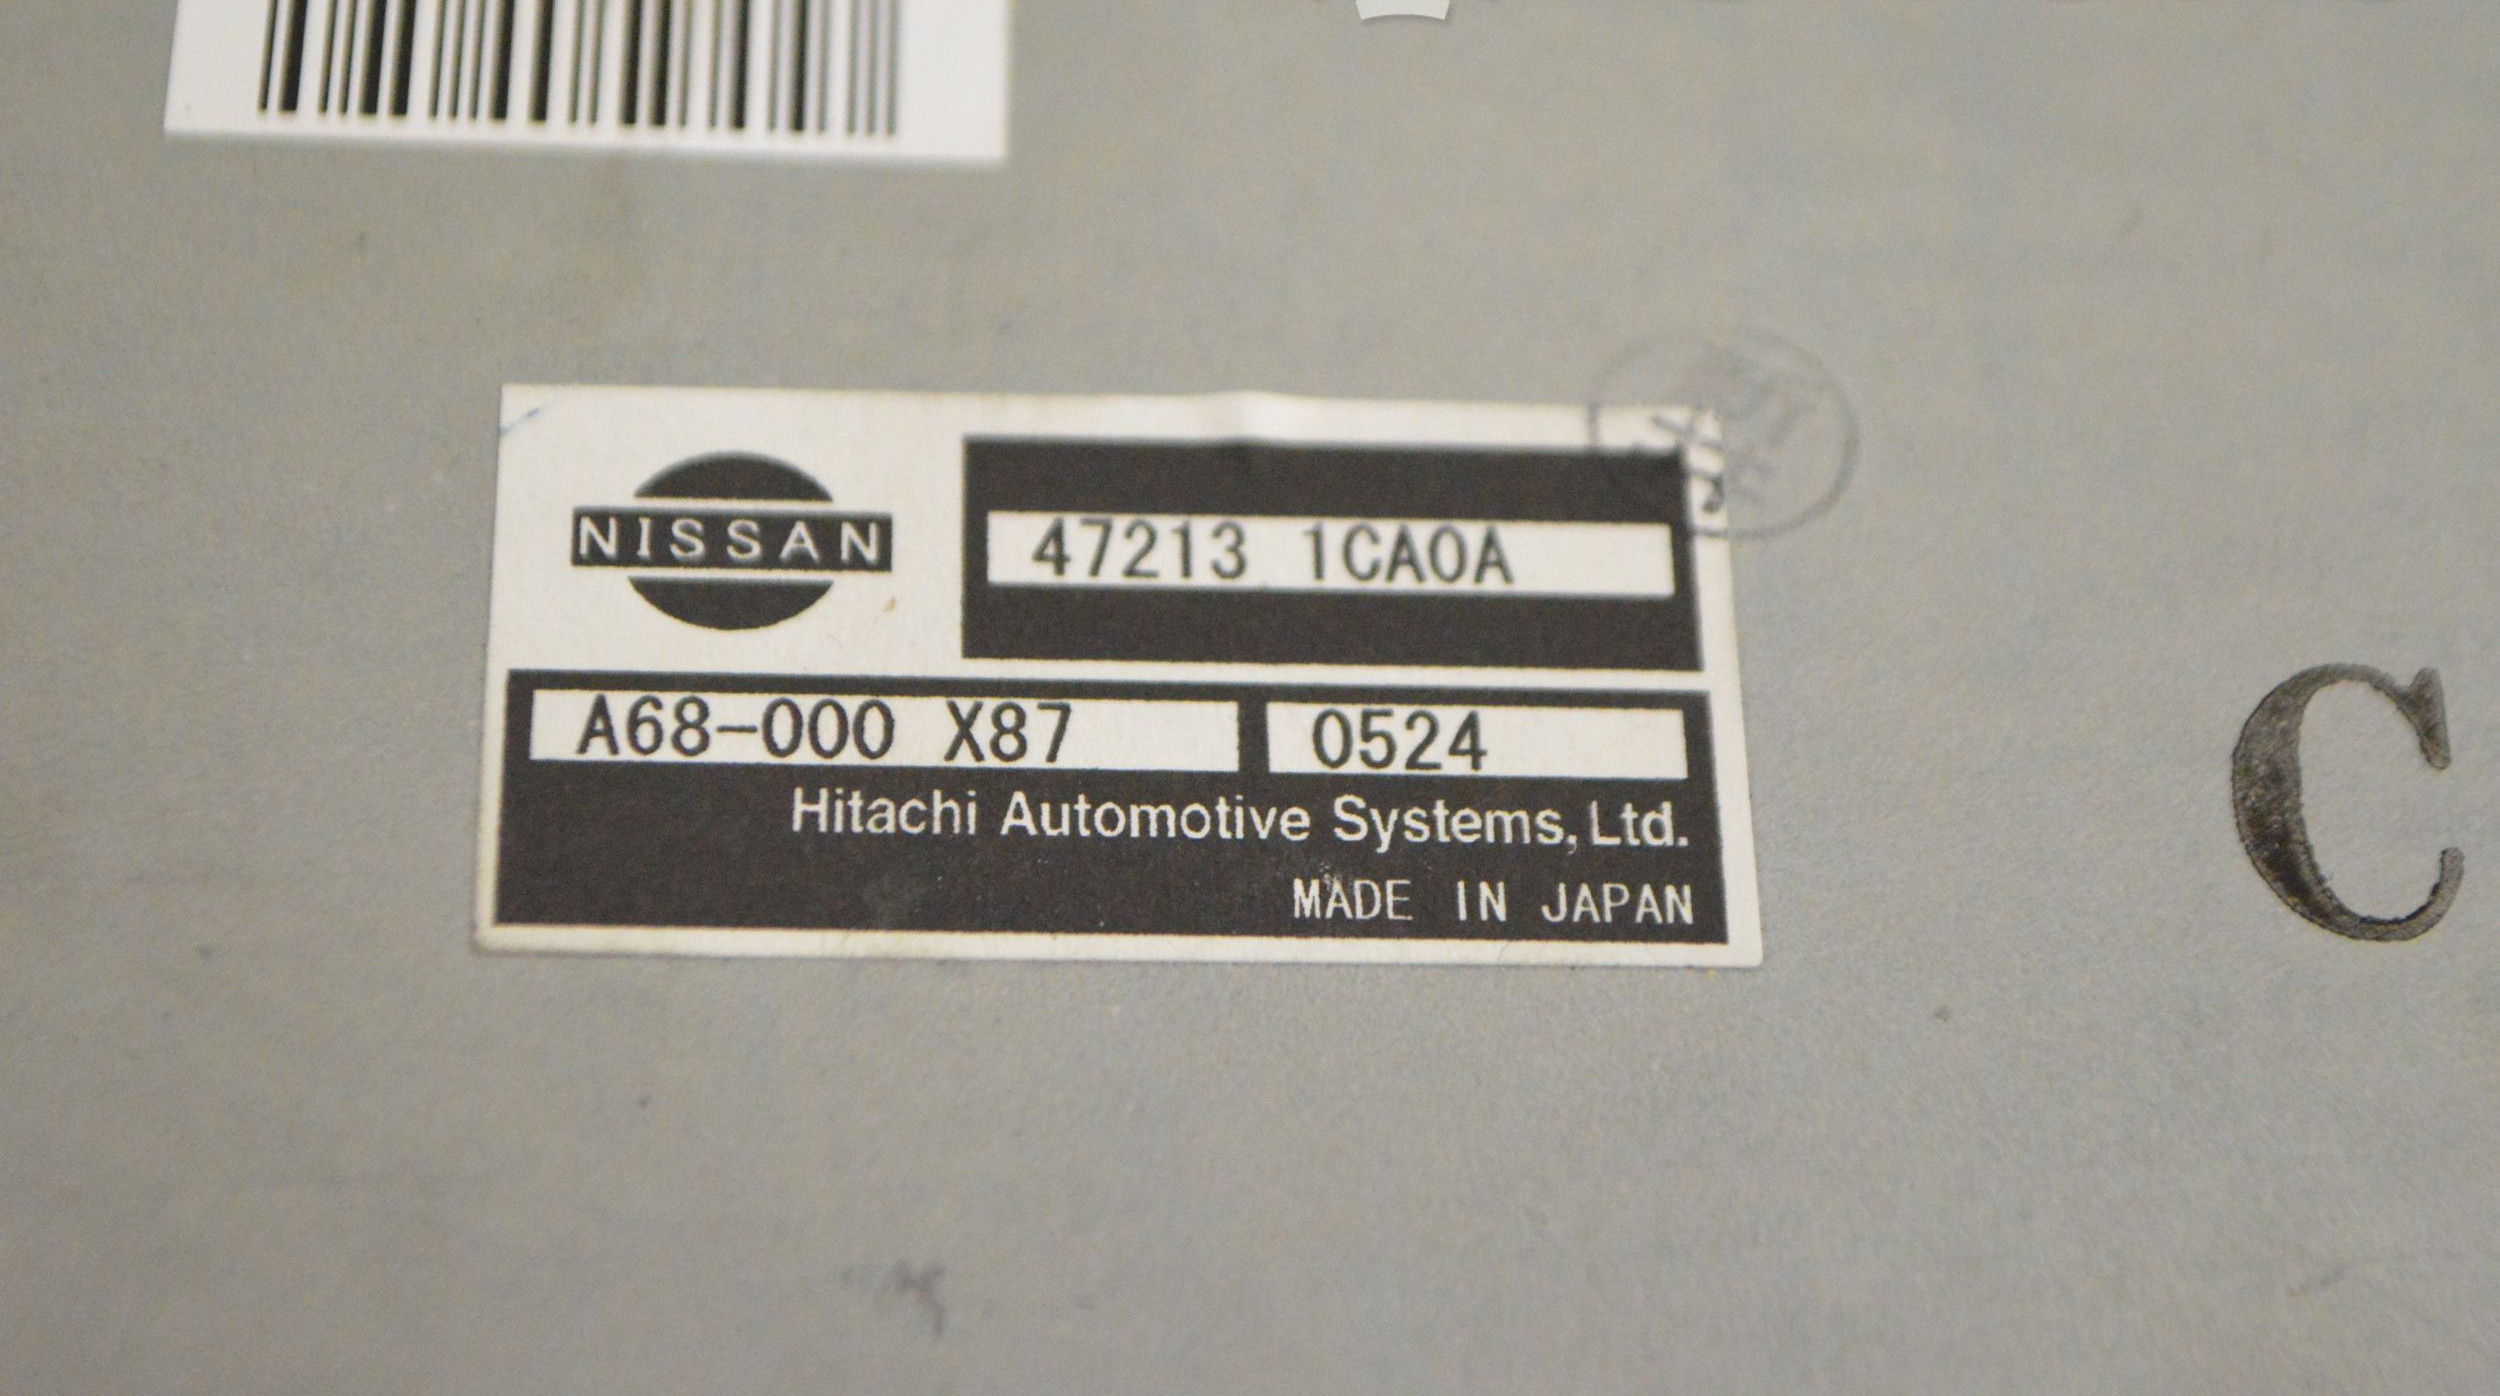 NISSAN
47213 1CA0A
A68-000 X87 0524
Hitachi Automotive Systems, Ltd.
MADE IN JAPAN
C